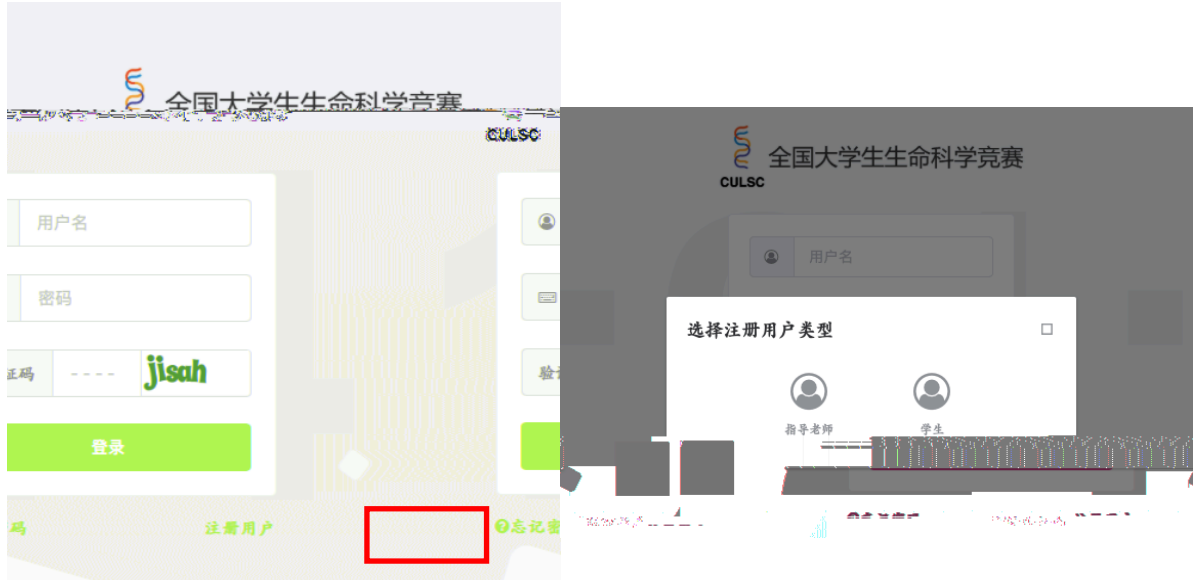 全国大学生生命科学竞赛
CULSC
用户名
密码
证码 ---- jisah
登录
码 注册用户
忘记密
全国大学生生命科学竞赛
CULSC
用户名
选择注册用户类型
指导老师 学生